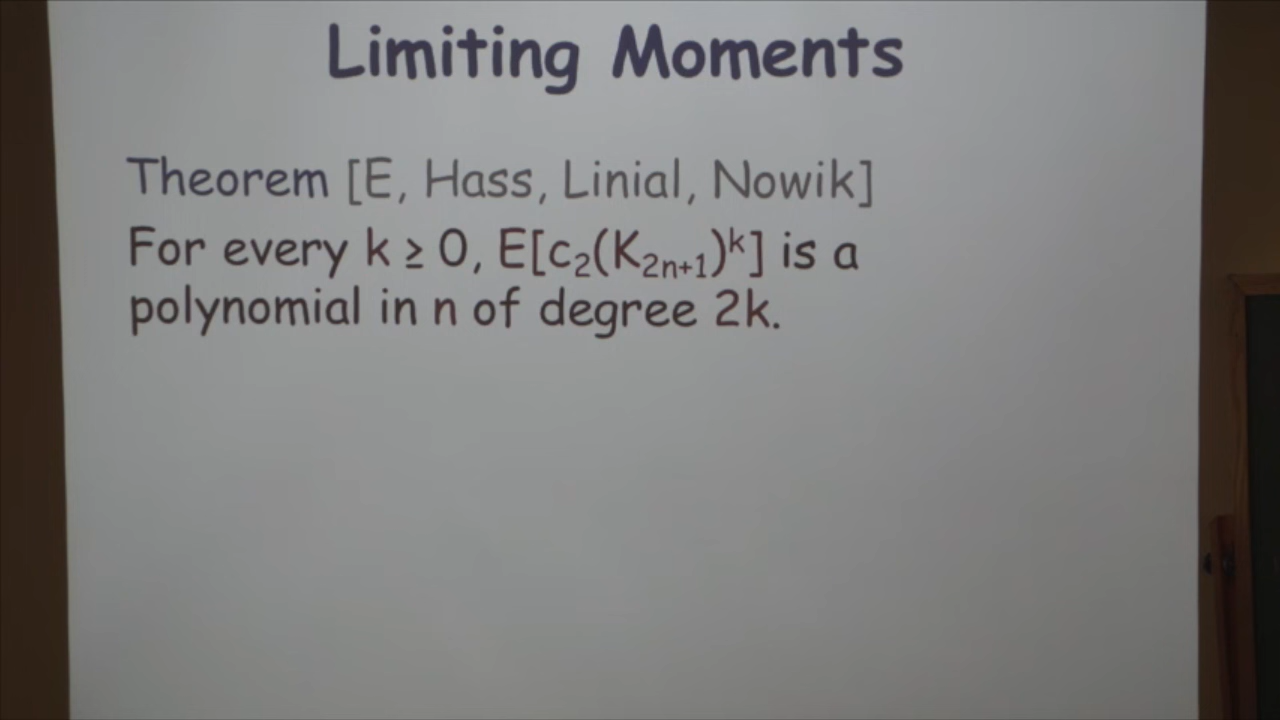 Limiting Moments
Theorem [E, Hass, Linial, Nowik]
For every k ≥ 0, E[c₂(K₂ₙ₊₁)ᵏ] is a
polynomial in n of degree 2k.